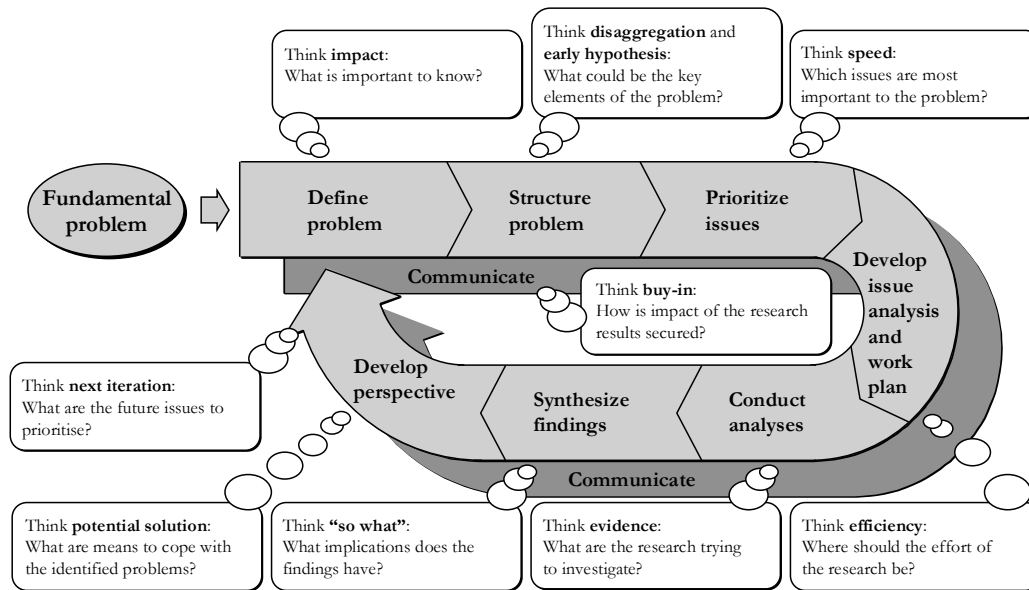 Think impact:
What is important to know?
Think disaggregation and
early hypothesis:
What could be the key
elements of the problem?
Think speed:
Which issues are most
important to the problem?
Fundamental
problem
Define
problem
Structure
problem
Prioritize
issues
Develop
issue
analysis
and
work
plan
Communicate
Think buy-in:
How is impact of the research
results secured?
Develop
perspective
Synthesize
findings
Conduct
analyses
Communicate
Think next iteration:
What are the future issues to
prioritise?
Think potential solution:
What are means to cope with
the identified problems?
Think “so what”:
What implications does the
findings have?
Think evidence:
What are the research trying
to investigate?
Think efficiency:
Where should the effort of
the research be?